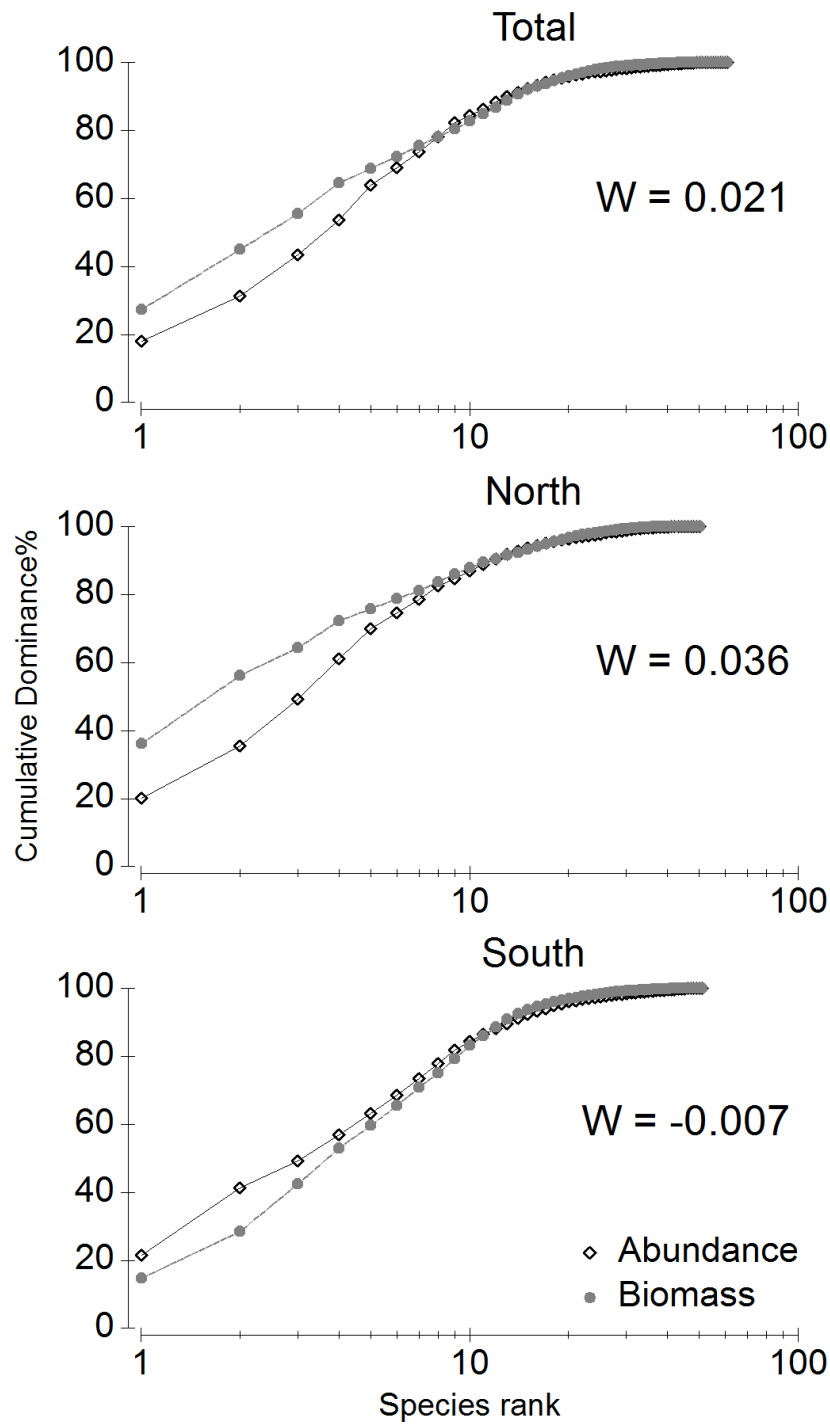 Total
100
80
60
40
20
0
W = 0.021
1 10 100
North
100
80
60
40
20
0
W = 0.036
1 10 100
Cumulative Dominance%
South
100
80
60
40
20
0
W = -0.007
Abundance
Biomass
1 10 100
Species rank